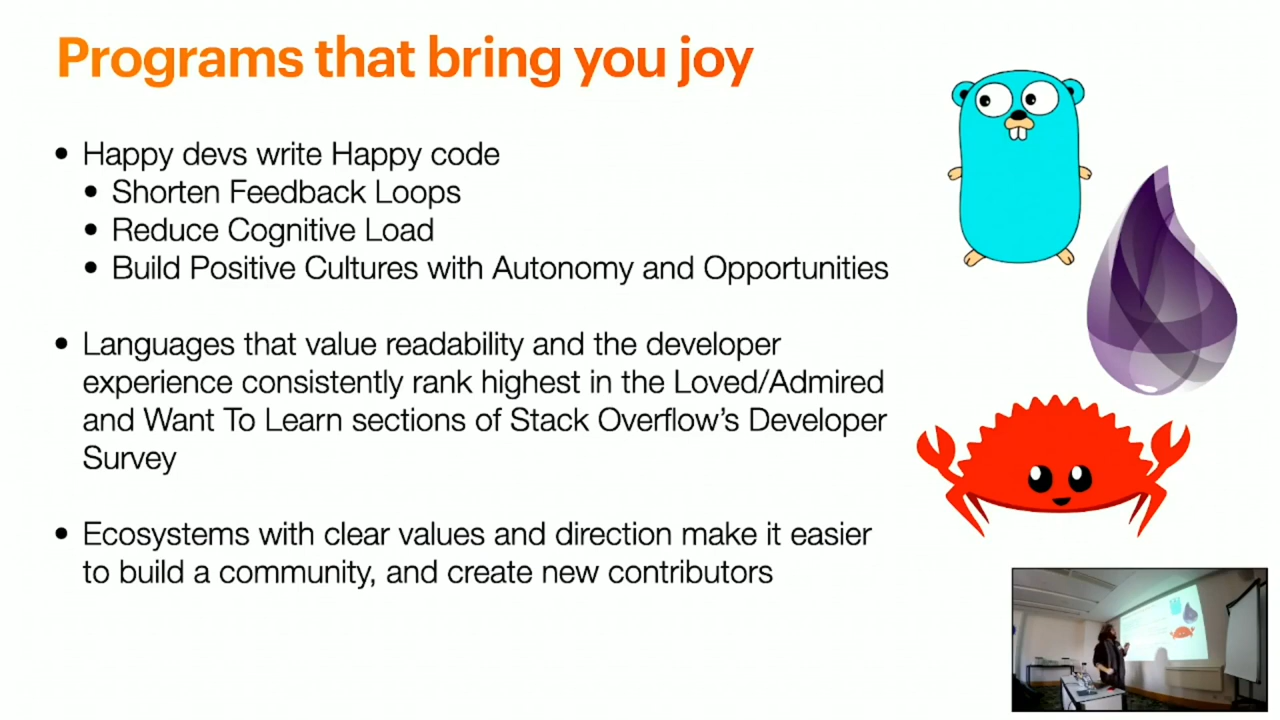 Programs that bring you joy
• Happy devs write Happy code
• Shorten Feedback Loops
• Reduce Cognitive Load
• Build Positive Cultures with Autonomy and Opportunities
• Languages that value readability and the developer
experience consistently rank highest in the Loved/Admired
and Want To Learn sections of Stack Overflow's Developer
Survey
• Ecosystems with clear values and direction make it easier
to build a community, and create new contributors